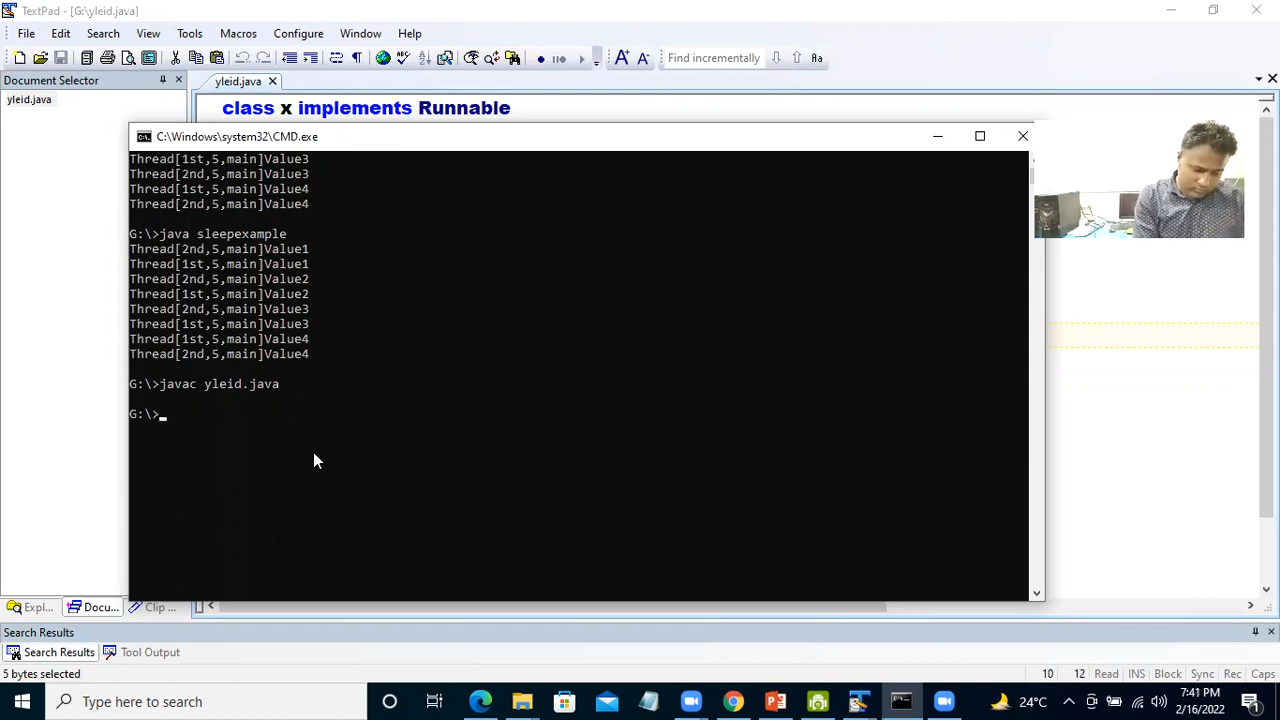 TextPad - [G:\yleid.java]
File Edit Search View Tools Macros Configure Window Help
Find incrementally
Document Selector
yleid.java
yleid.java
class x implements Runnable
C:\Windows\system32\CMD.exe
Thread[1st,5,main]Value3
Thread[2nd,5,main]Value3
Thread[1st,5,main]Value4
Thread[2nd,5,main]Value4
G:\>java sleepexample
Thread[2nd,5,main]Value1
Thread[1st,5,main]Value1
Thread[2nd,5,main]Value2
Thread[1st,5,main]Value2
Thread[2nd,5,main]Value3
Thread[1st,5,main]Value3
Thread[1st,5,main]Value4
Thread[2nd,5,main]Value4
G:\>javac yleid.java
G:\>
Expl... Docu... Clip ...
Search Results
Search Results Tool Output
5 bytes selected 10 12 Read INS Block Sync Rec Caps
Type here to search 24°C 7:41 PM
2/16/2022